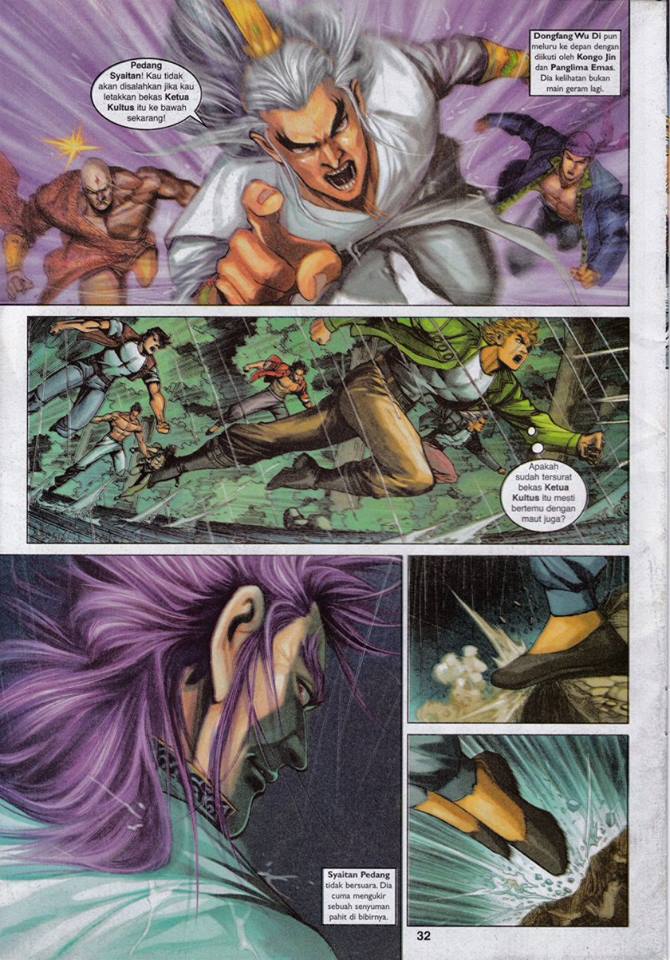 Pedang
Syaitan! Kau tidak
akan disalahkan jika kau
letakkan bekas Ketua
Kultus itu ke bawah
sekarang!
Dongfang Wu Di pun
meluru ke depan dengan
diikuti oleh Kongo Jin
dan Panglima Emas.
Dia kelihatan bukan
main geram lagi.
Apakah
sudah tersurat
bekas Ketua
Kultus itu mesti
bertemu dengan
maut juga?
Syaitan Pedang
tidak bersuara. Dia
cuma mengukir
sebuah senyuman
pahit di bibirnya.
32